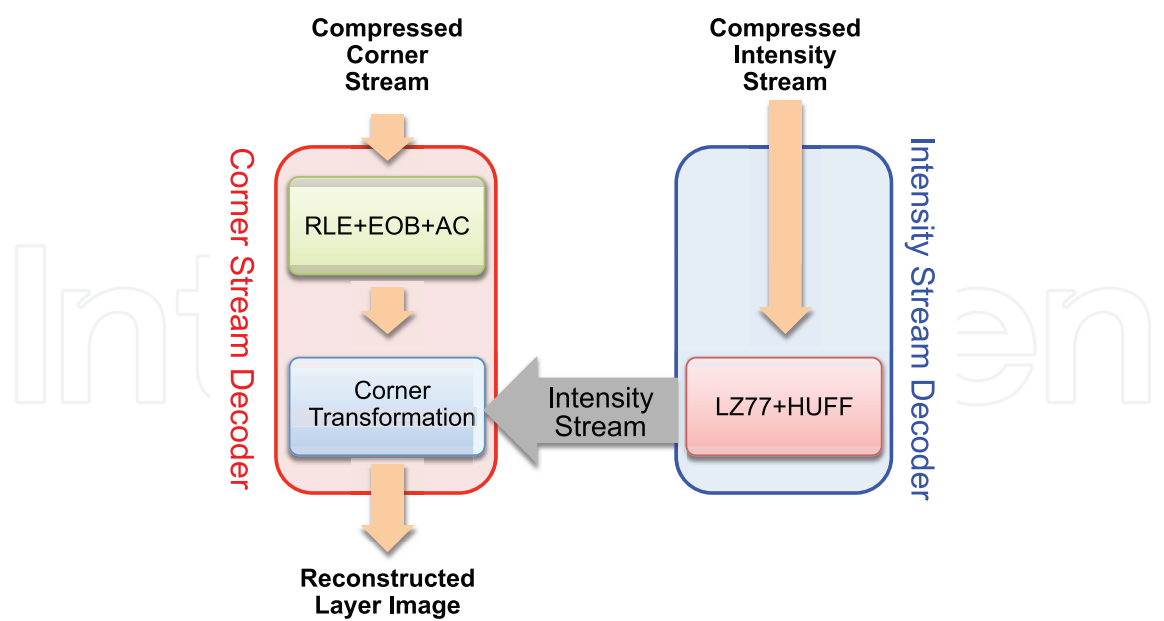 Compressed
Corner
Stream
Compressed
Intensity
Stream
Corner Stream Decoder
RLE+EOB+AC
Corner
Transformation
Intensity
Stream
LZ77+HUFF
Intensity Stream Decoder
Reconstructed
Layer Image